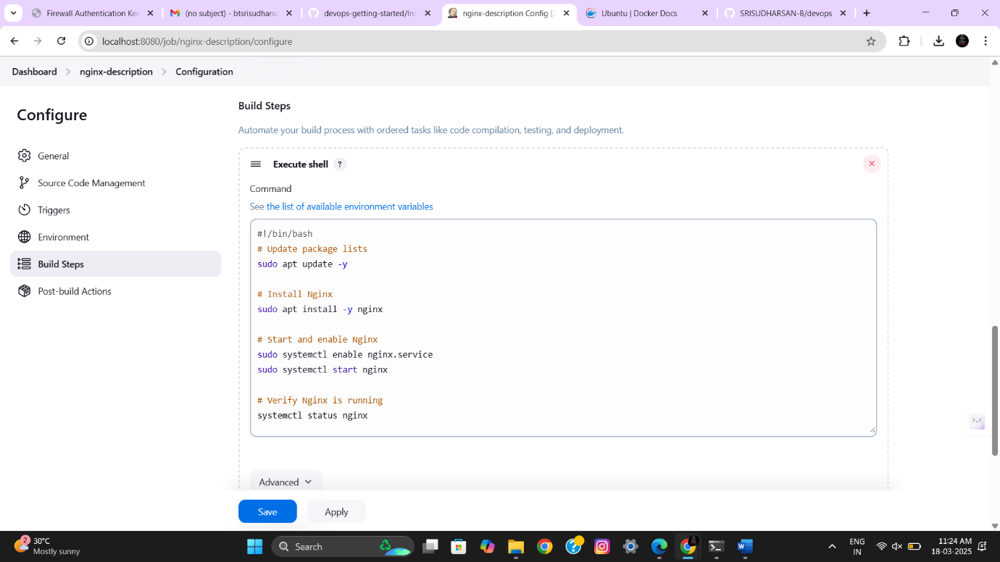 Firewall Authentication Kee
(no subject) - btsrisudharsa
devops-getting-started/Ins
nginx-description Config [J
Ubuntu | Docker Docs
SRISUDHARSAN-B/devops
localhost:8080/job/nginx-description/configure
Dashboard
nginx-description
Configuration
Configure
General
Source Code Management
Triggers
Environment
Build Steps
Post-build Actions
Build Steps
Automate your build process with ordered tasks like code compilation, testing, and deployment.
Execute shell ?
Command
See the list of available environment variables
#!/bin/bash
# Update package lists
sudo apt update -y
# Install Nginx
sudo apt install -y nginx
# Start and enable Nginx
sudo systemctl enable nginx.service
sudo systemctl start nginx
# Verify Nginx is running
systemctl status nginx
Advanced
Save
Apply
2
30°C
Mostly sunny
Search
ENG
IN
11:24 AM
18-03-2025